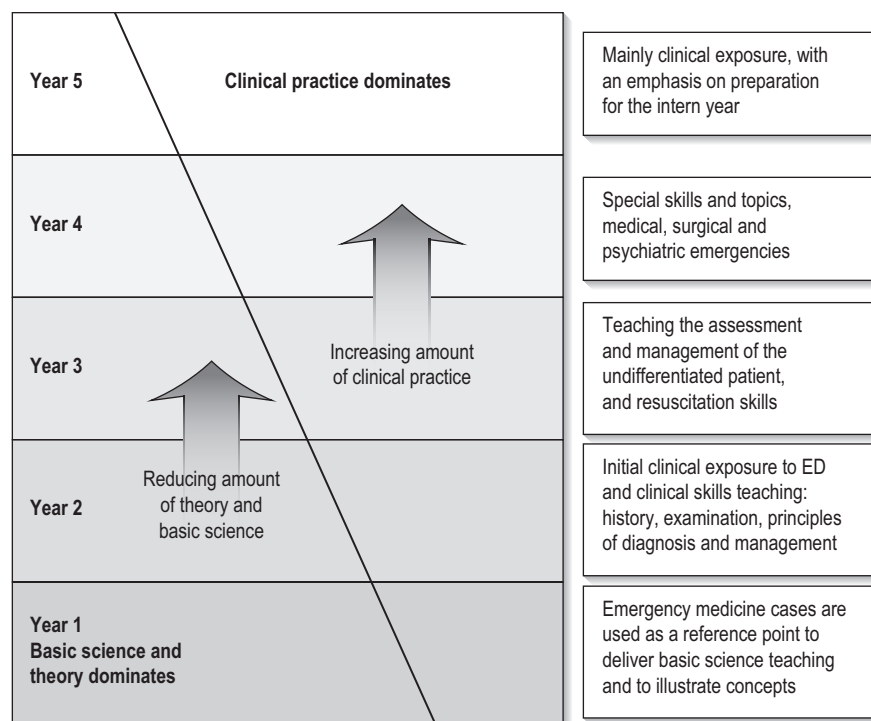 Year 5
Clinical practice dominates
Mainly clinical exposure, with
an emphasis on preparation
for the intern year
Year 4
Special skills and topics,
medical, surgical and
psychiatric emergencies
Year 3
Increasing amount
of clinical practice
Teaching the assessment
and management of the
undifferentiated patient,
and resuscitation skills
Year 2
Reducing amount
of theory and
basic science
Initial clinical exposure to ED
and clinical skills teaching:
history, examination, principles
of diagnosis and management
Year 1
Basic science and
theory dominates
Emergency medicine cases are
used as a reference point to
deliver basic science teaching
and to illustrate concepts